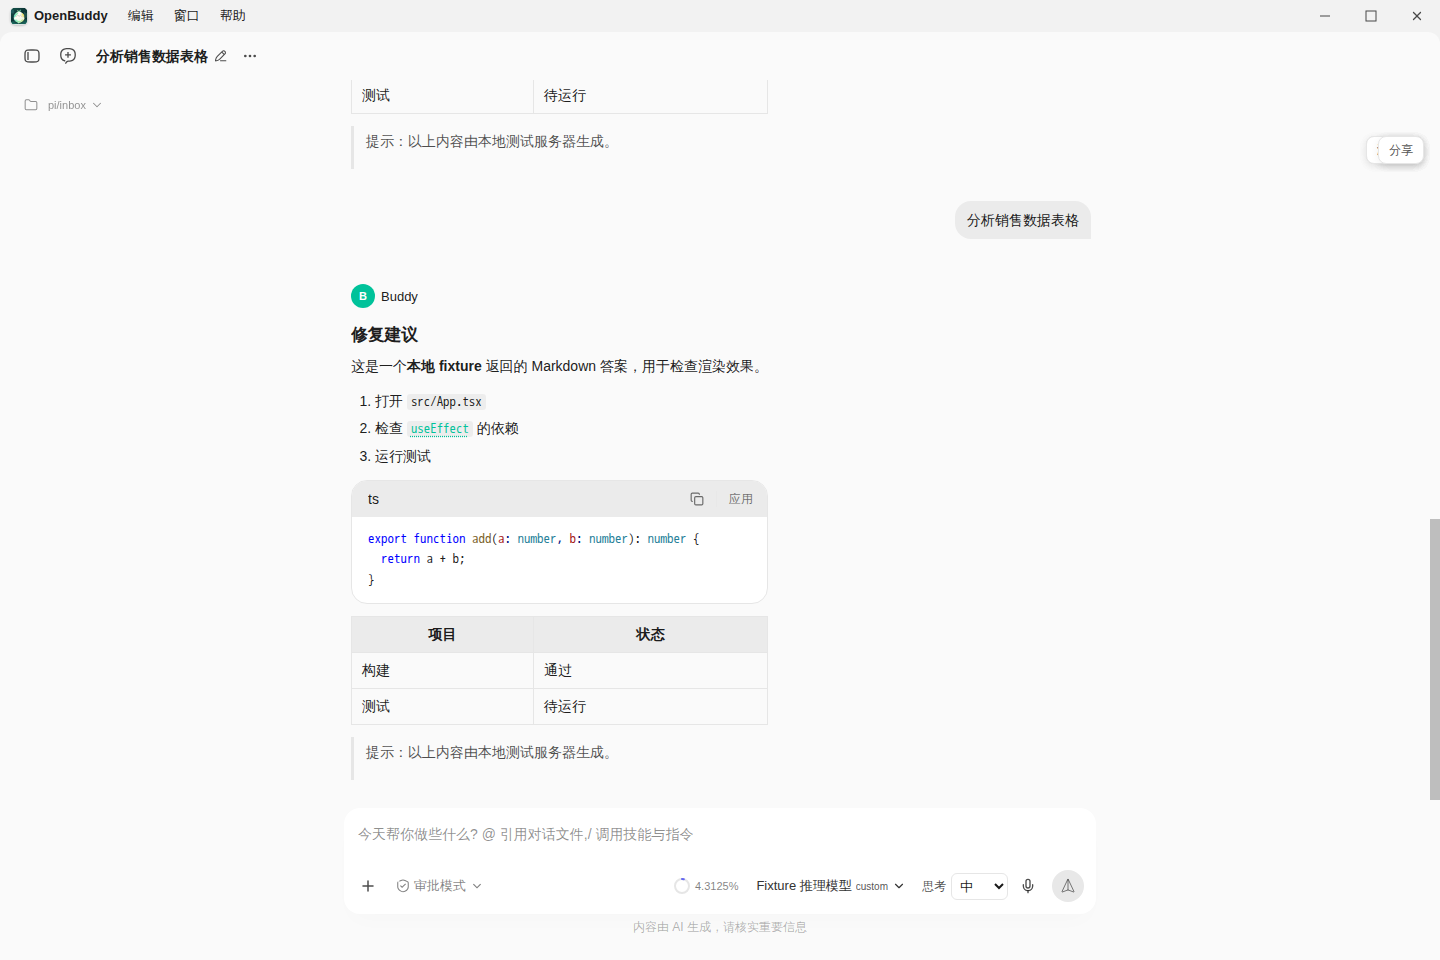 OpenBuddy 编辑 窗口 帮助
分析销售数据表格
pi/inbox
测试 待运行
提示：以上内容由本地测试服务器生成。
分享
分析销售数据表格
B Buddy
修复建议
这是一个本地 fixture 返回的 Markdown 答案，用于检查渲染效果。
1. 打开 src/App.tsx
2. 检查 useEffect 的依赖
3. 运行测试
ts 应用
export function add(a: number, b: number): number {
return a + b;
}
项目 状态
构建 通过
测试 待运行
提示：以上内容由本地测试服务器生成。
今天帮你做些什么? @ 引用对话文件,/ 调用技能与指令
审批模式 4.3125% Fixture 推理模型 custom 思考 中
内容由 AI 生成，请核实重要信息